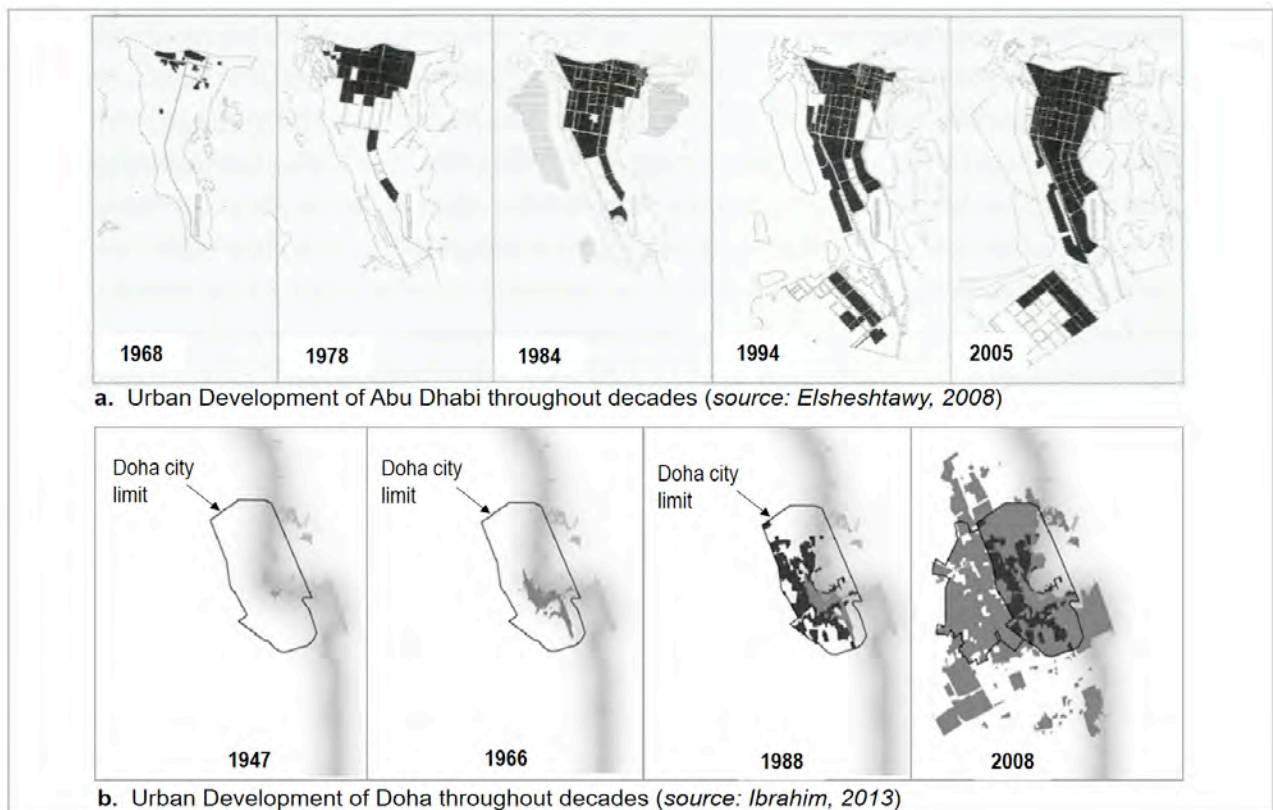 1968
1978
1984
1994
2005
a. Urban Development of Abu Dhabi throughout decades (source: Elsheshtawy, 2008)
Doha city
limit
Doha city
limit
Doha city
limit
1947
1966
1988
2008
b. Urban Development of Doha throughout decades (source: Ibrahim, 2013)